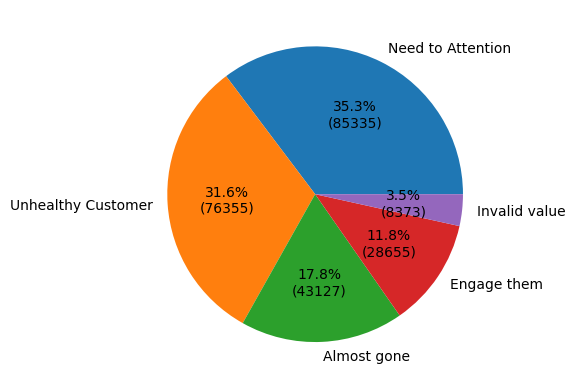 Need to Attention
35.3%
(85335)
31.6%
(76355)
Unhealthy Customer
3.5%
(8373)
Invalid value
11.8%
(28655)
Engage them
17.8%
(43127)
Almost gone